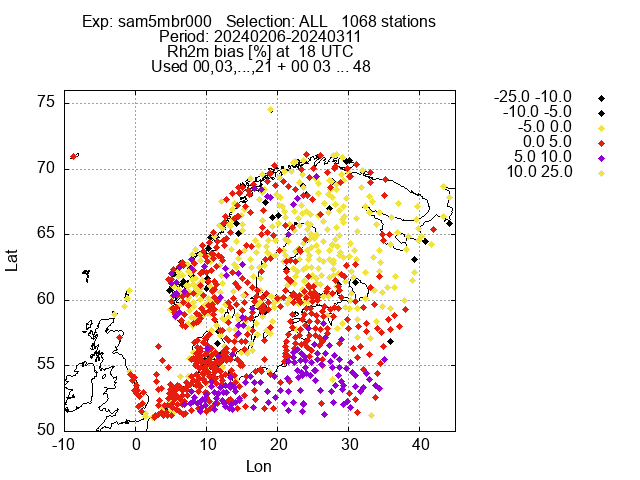 Exp: sam5mbr000 Selection: ALL 1068 stations
Period: 20240206-20240311
Rh2m bias [%] at 18 UTC
Used 00,03,...,21 + 00 03 ... 48
-25.0 -10.0
-10.0 -5.0
-5.0 0.0
0.0 5.0
5.0 10.0
10.0 25.0
75
70
65
60
55
50
Lat
-10 0 10 20 30 40
Lon